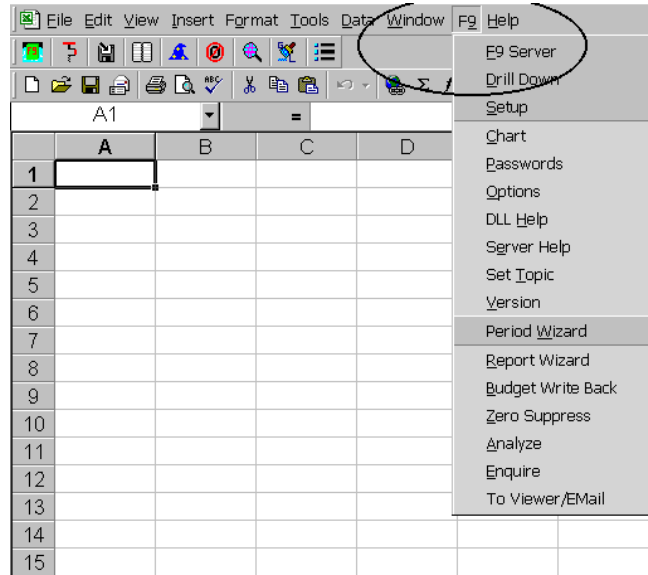 File Edit View Insert Format Tools Data Window F9 Help
F9 Server
Drill Down
Setup
Chart
Passwords
Options
DLL Help
Server Help
Set Topic
Version
Period Wizard
Report Wizard
Budget Write Back
Zero Suppress
Analyze
Enquire
To Viewer/EMail
A1 =
A B C D
1
2
3
4
5
6
7
8
9
10
11
12
13
14
15